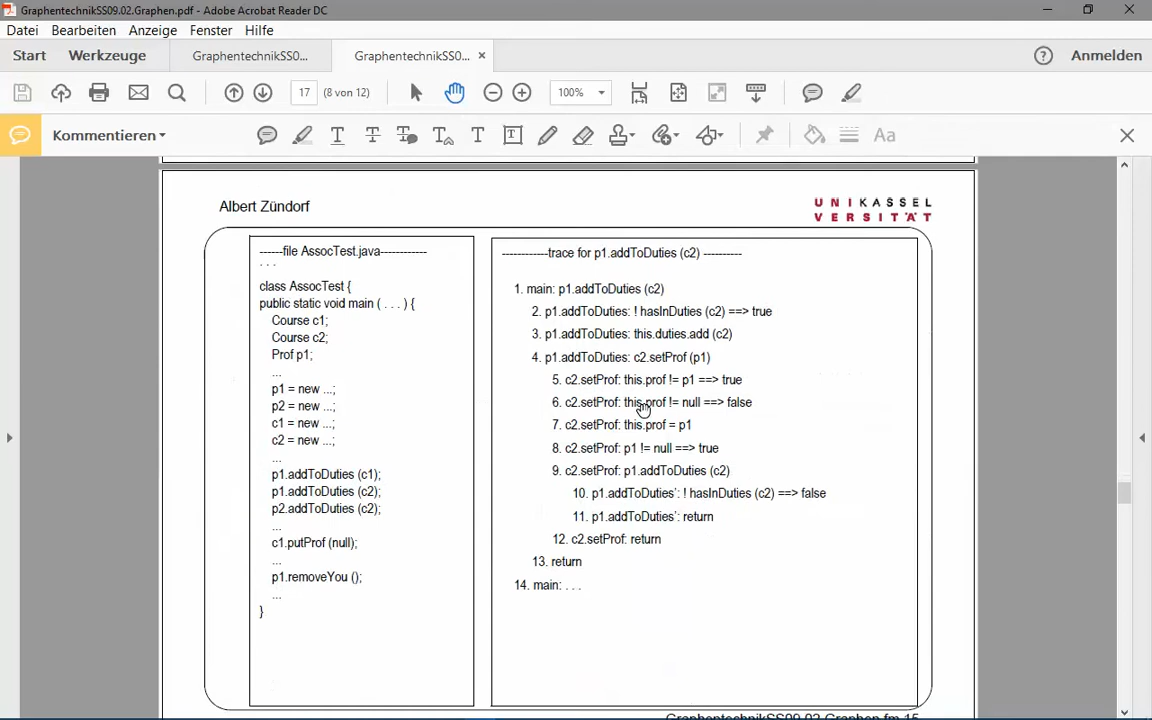 GraphentechnikSS09.02.Graphen.pdf - Adobe Acrobat Reader DC
Datei Bearbeiten Anzeige Fenster Hilfe
Start Werkzeuge GraphentechnikSS0... GraphentechnikSS0... × ? Anmelden
17 (8 von 12) 100%
Kommentieren
Albert Zündorf
UNIKASSEL
VERSITÄT
------file AssocTest.java------------
. . .
class AssocTest {
public static void main ( . . . ) {
Course c1;
Course c2;
Prof p1;
...
p1 = new ...;
p2 = new ...;
c1 = new ...;
c2 = new ...;
...
p1.addToDuties (c1);
p1.addToDuties (c2);
p2.addToDuties (c2);
...
c1.putProf (null);
...
p1.removeYou ();
...
}
------------trace for p1.addToDuties (c2) ----------
1. main: p1.addToDuties (c2)
2. p1.addToDuties: ! hasInDuties (c2) ==> true
3. p1.addToDuties: this.duties.add (c2)
4. p1.addToDuties: c2.setProf (p1)
5. c2.setProf: this.prof != p1 ==> true
6. c2.setProf: this.prof != null ==> false
7. c2.setProf: this.prof = p1
8. c2.setProf: p1 != null ==> true
9. c2.setProf: p1.addToDuties (c2)
10. p1.addToDuties’: ! hasInDuties (c2) ==> false
11. p1.addToDuties’: return
12. c2.setProf: return
13. return
14. main: . . .
GraphentechnikSS09.02.Graphen.fm 15